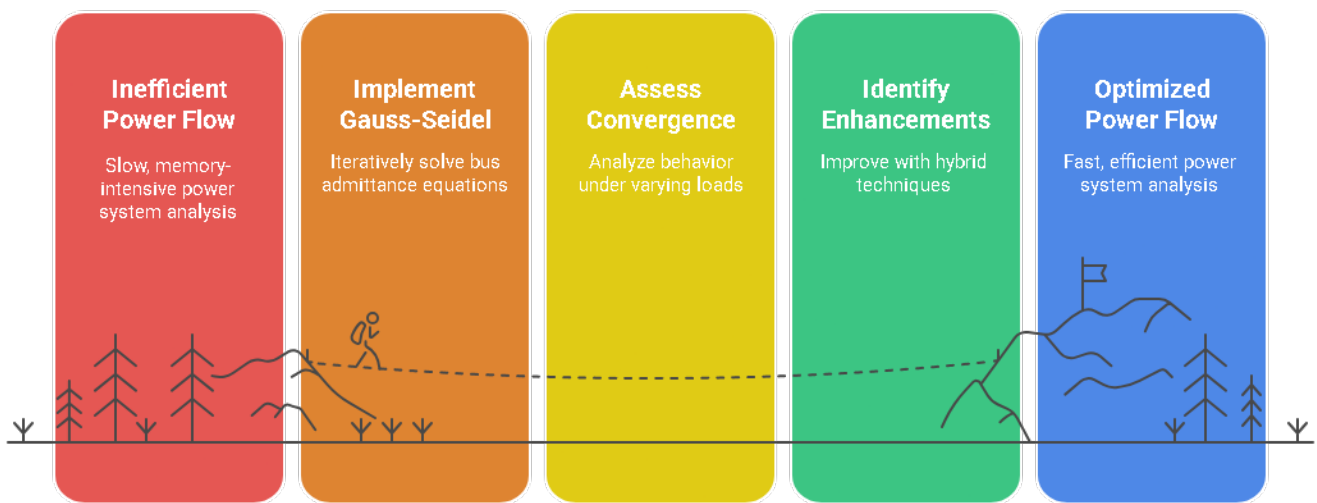 Inefficient
Power Flow
Slow, memory-
intensive power
system analysis
Implement
Gauss-Seidel
Iteratively solve bus
admittance equations
Assess
Convergence
Analyze behavior
under varying loads
Identify
Enhancements
Improve with hybrid
techniques
Optimized
Power Flow
Fast, efficient power
system analysis